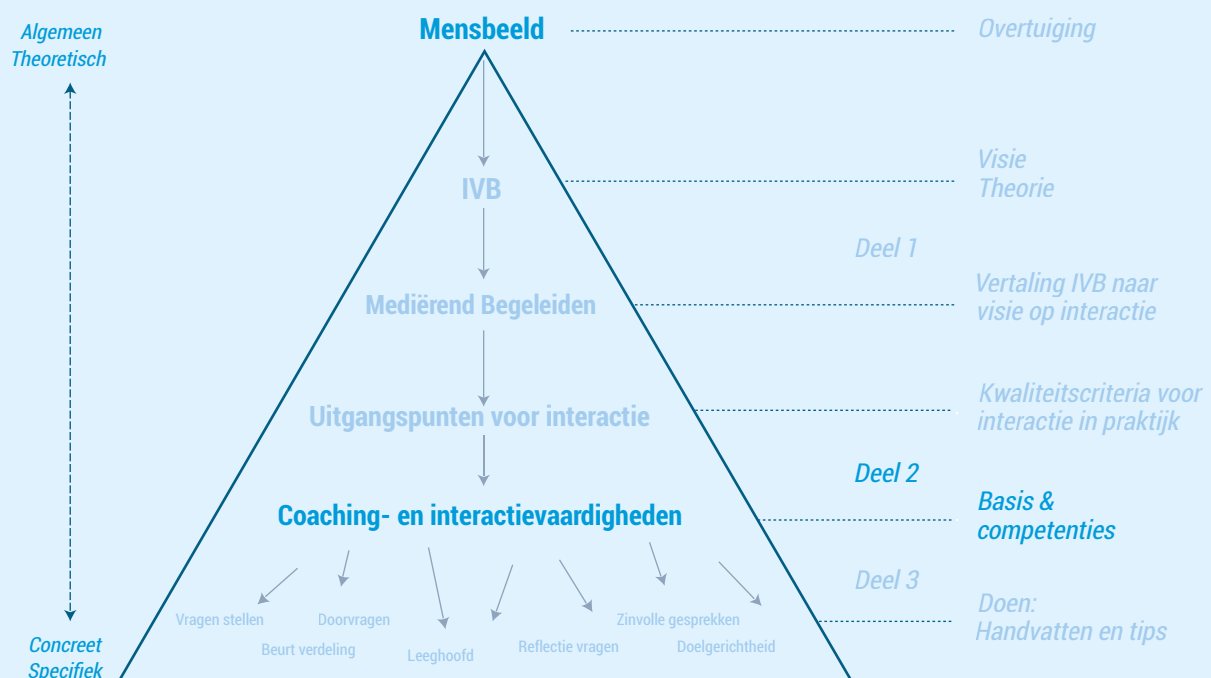 Algemeen
Theoretisch
Mensbeeld
Overtuiging
IVB
Visie
Theorie
Deel 1
Mediërend Begeleiden
Vertaling IVB naar
visie op interactie
Uitgangspunten voor interactie
Kwaliteitscriteria voor
interactie in praktijk
Deel 2
Coaching- en interactievaardigheden
Basis &
competenties
Deel 3
Vragen stellen
Doorvragen
Zinvolle gesprekken
Beurt verdeling
Leeghoofd
Reflectie vragen
Doelgerichtheid
Doen:
Handvatten en tips
Concreet
Specifiek